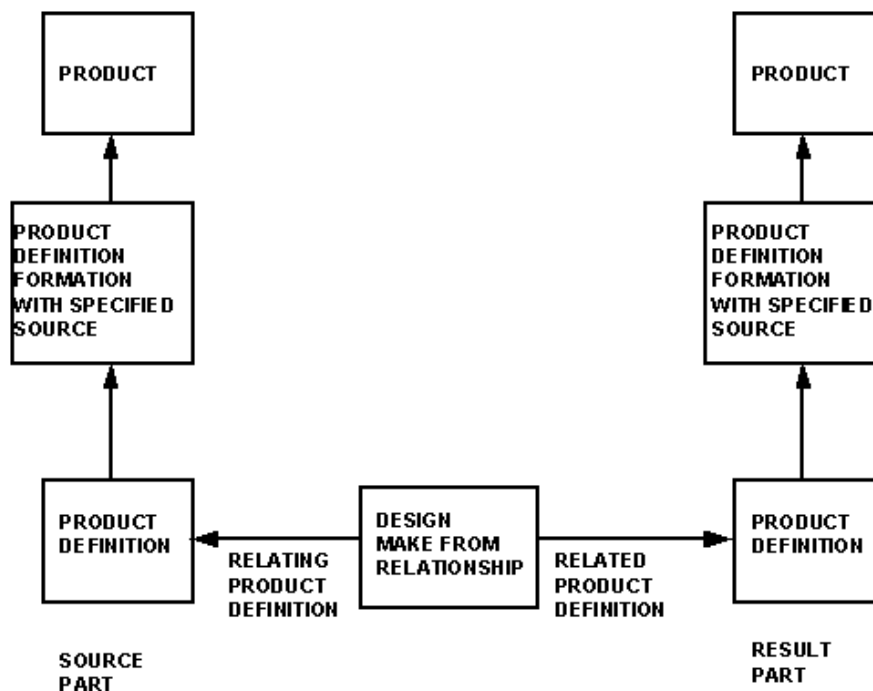 PRODUCT
PRODUCT
PRODUCT
DEFINITION
FORMATION
WITH SPECIFIED
SOURCE
PRODUCT
DEFINITION
FORMATION
WITH SPECIFIED
SOURCE
PRODUCT
DEFINITION
DESIGN
MAKE FROM
RELATIONSHIP
PRODUCT
DEFINITION
RELATING
PRODUCT
DEFINITION
RELATED
PRODUCT
DEFINITION
SOURCE
PART
RESULT
PART